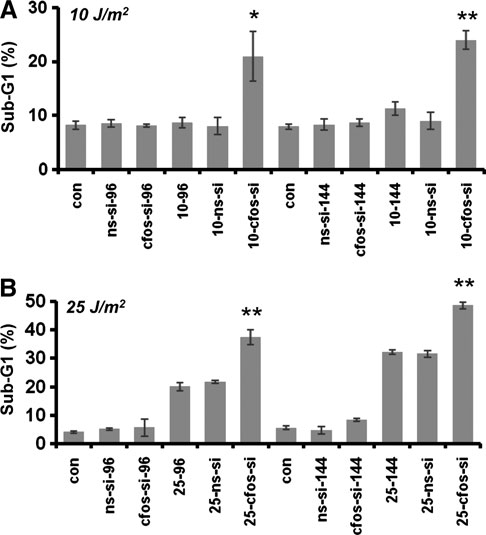 A
10 J/m²
* **
Sub-G1 (%)
30
20
10
0
con ns-si-96 cfos-si-96 10-96 10-ns-si 10-cfos-si con ns-si-144 cfos-si-144 10-144 10-ns-si 10-cfos-si
B
25 J/m²
** **
Sub-G1 (%)
50
40
30
20
10
0
con ns-si-96 cfos-si-96 25-96 25-ns-si 25-cfos-si con ns-si-144 cfos-si-144 25-144 25-ns-si 25-cfos-si